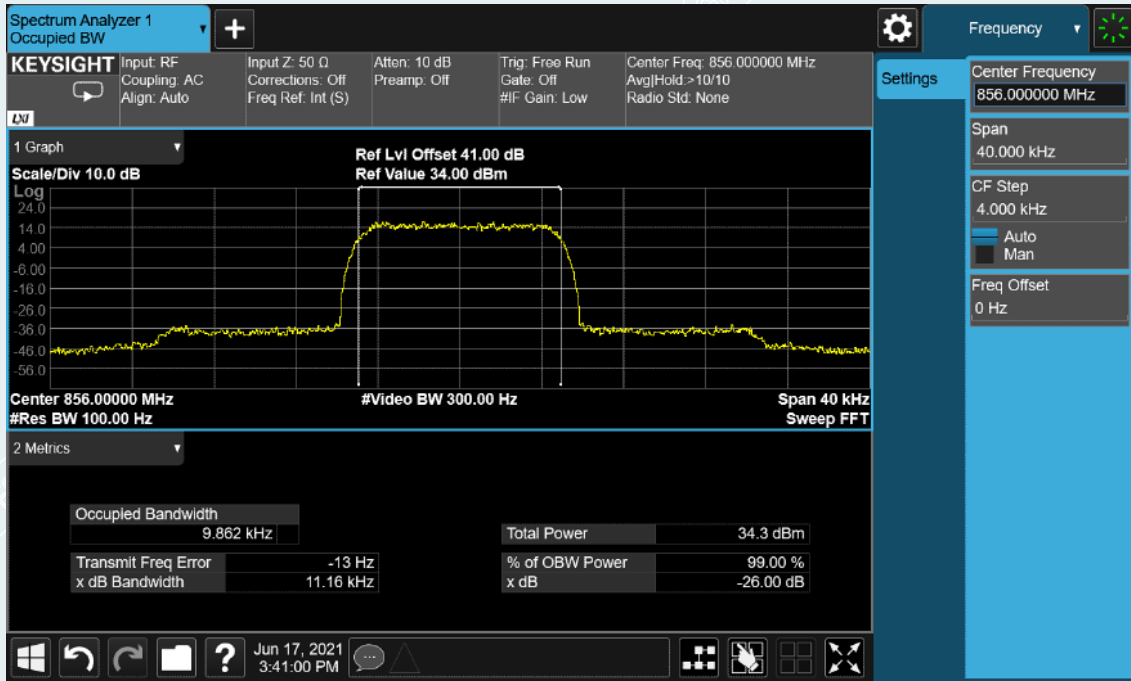 Spectrum Analyzer 1
Occupied BW
Frequency
KEYSIGHT
LXI
Input: RF
Coupling: AC
Align: Auto
Input Z: 50 Ω
Corrections: Off
Freq Ref: Int (S)
Atten: 10 dB
Preamp: Off
Trig: Free Run
Gate: Off
#IF Gain: Low
Center Freq: 856.000000 MHz
Avg|Hold:>10/10
Radio Std: None
Settings
Center Frequency
856.000000 MHz
Span
40.000 kHz
CF Step
4.000 kHz
Auto
Man
Freq Offset
0 Hz
1 Graph
Scale/Div 10.0 dB
Ref Lvl Offset 41.00 dB
Ref Value 34.00 dBm
Log
24.0
14.0
4.00
-6.00
-16.0
-26.0
-36.0
-46.0
-56.0
Center 856.00000 MHz
#Video BW 300.00 Hz
Span 40 kHz
#Res BW 100.00 Hz
Sweep FFT
2 Metrics
Occupied Bandwidth
9.862 kHz
Total Power 34.3 dBm
Transmit Freq Error -13 Hz
% of OBW Power 99.00 %
x dB Bandwidth 11.16 kHz
x dB -26.00 dB
?
Jun 17, 2021
3:41:00 PM